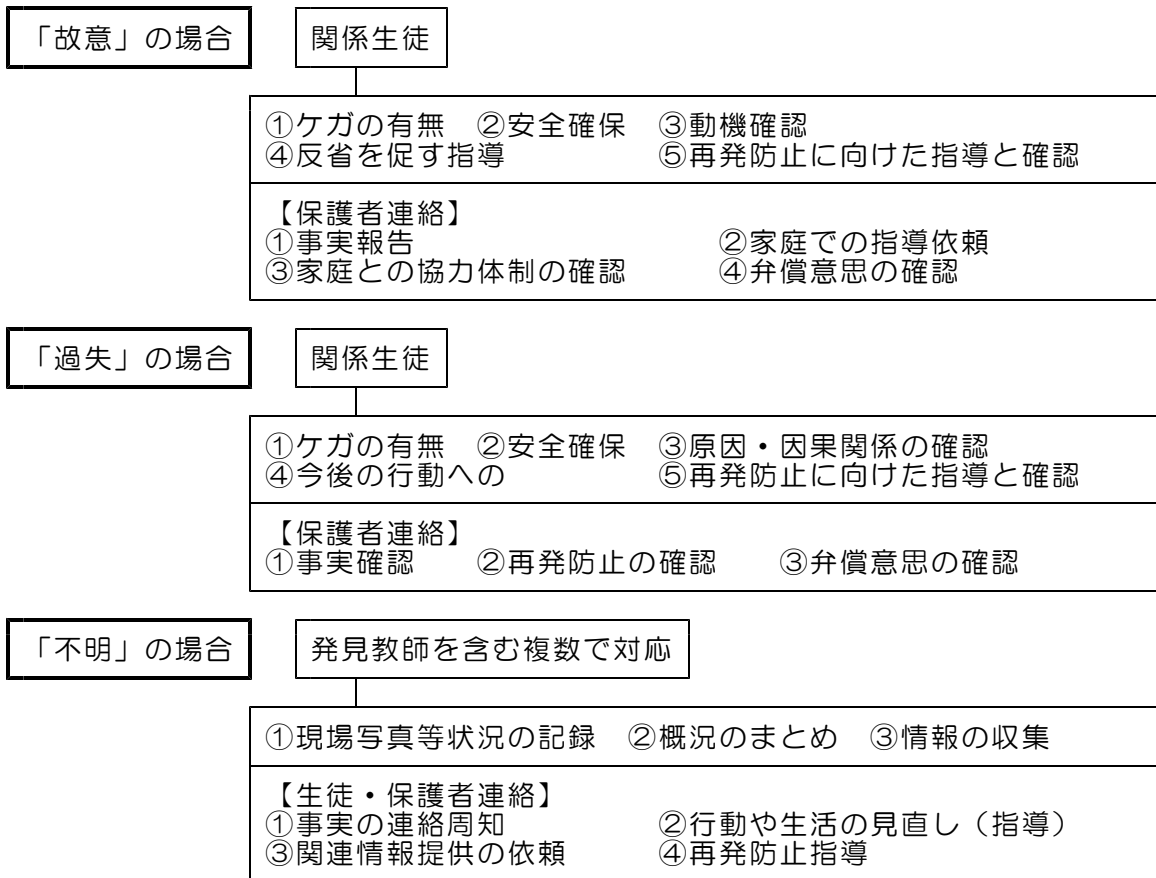 「故意」の場合 関係生徒
①ケガの有無 ②安全確保 ③動機確認
④反省を促す指導 ⑤再発防止に向けた指導と確認
【保護者連絡】
①事実報告 ②家庭での指導依頼
③家庭との協力体制の確認 ④弁償意思の確認
「過失」の場合 関係生徒
①ケガの有無 ②安全確保 ③原因・因果関係の確認
④今後の行動への ⑤再発防止に向けた指導と確認
【保護者連絡】
①事実確認 ②再発防止の確認 ③弁償意思の確認
「不明」の場合 発見教師を含む複数で対応
①現場写真等状況の記録 ②概況のまとめ ③情報の収集
【生徒・保護者連絡】
①事実の連絡周知 ②行動や生活の見直し（指導）
③関連情報提供の依頼 ④再発防止指導